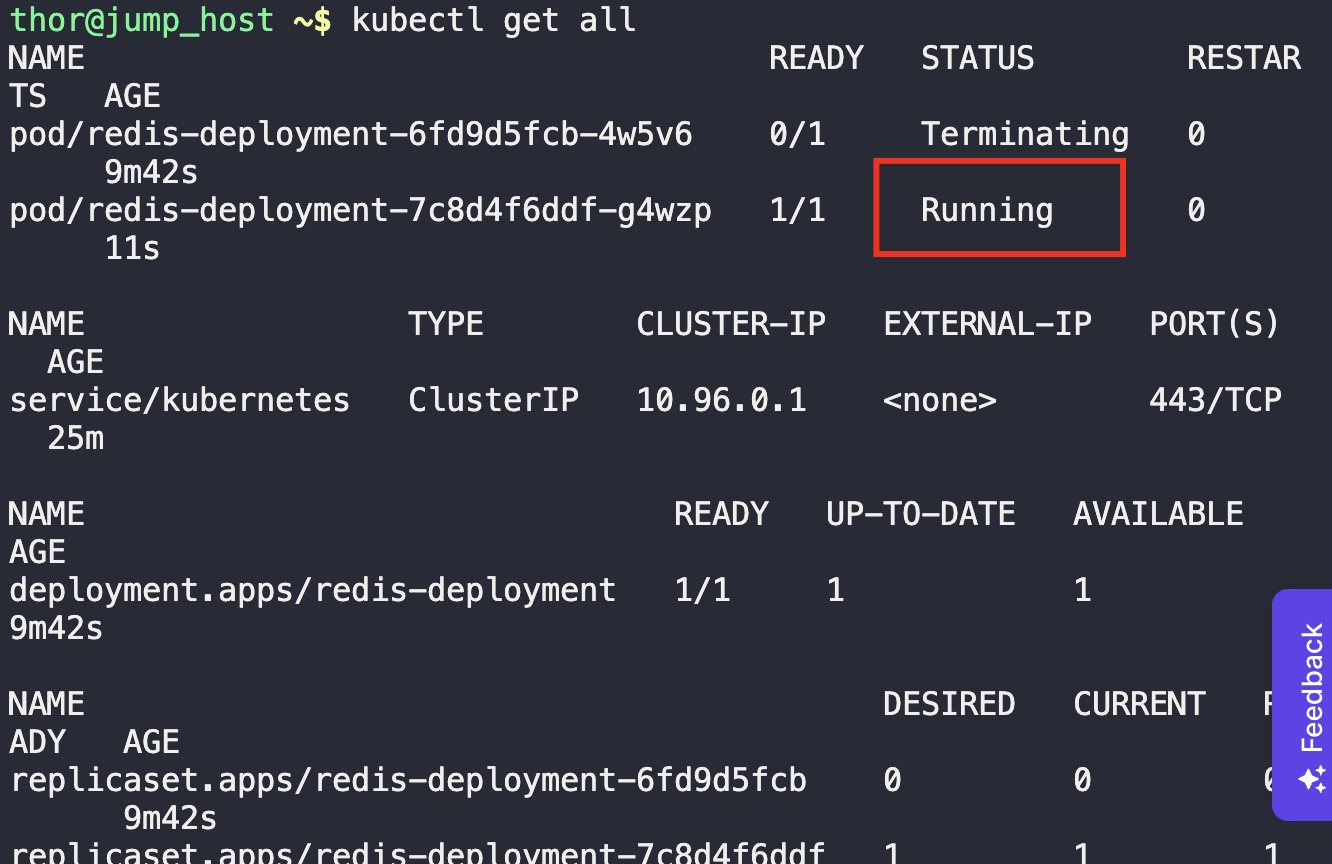 thor@jump_host ~$ kubectl get all
NAME                                    READY   STATUS        RESTAR
TS   AGE
pod/redis-deployment-6fd9d5fcb-4w5v6    0/1     Terminating   0
     9m42s
pod/redis-deployment-7c8d4f6ddf-g4wzp   1/1     Running       0
     11s
NAME                 TYPE        CLUSTER-IP   EXTERNAL-IP   PORT(S)
  AGE
service/kubernetes   ClusterIP   10.96.0.1    <none>        443/TCP
  25m
NAME                               READY   UP-TO-DATE   AVAILABLE
AGE
deployment.apps/redis-deployment   1/1     1            1
9m42s
NAME                                          DESIRED   CURRENT
ADY   AGE
replicaset.apps/redis-deployment-6fd9d5fcb    0         0
      9m42s
replicaset.apps/redis-deployment-7c8d4f6ddf   1         1         1
Feedback